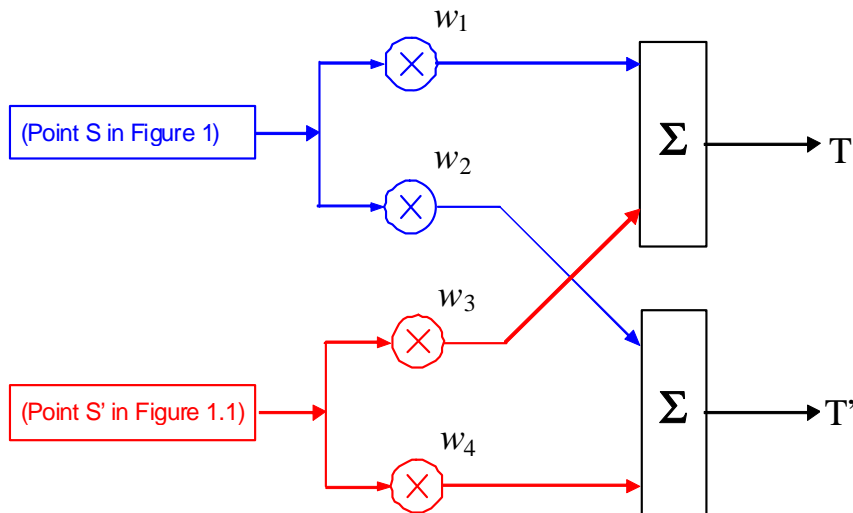 w1
(Point S in Figure 1)
Σ
T
w2
w3
(Point S' in Figure 1.1)
Σ
T'
w4